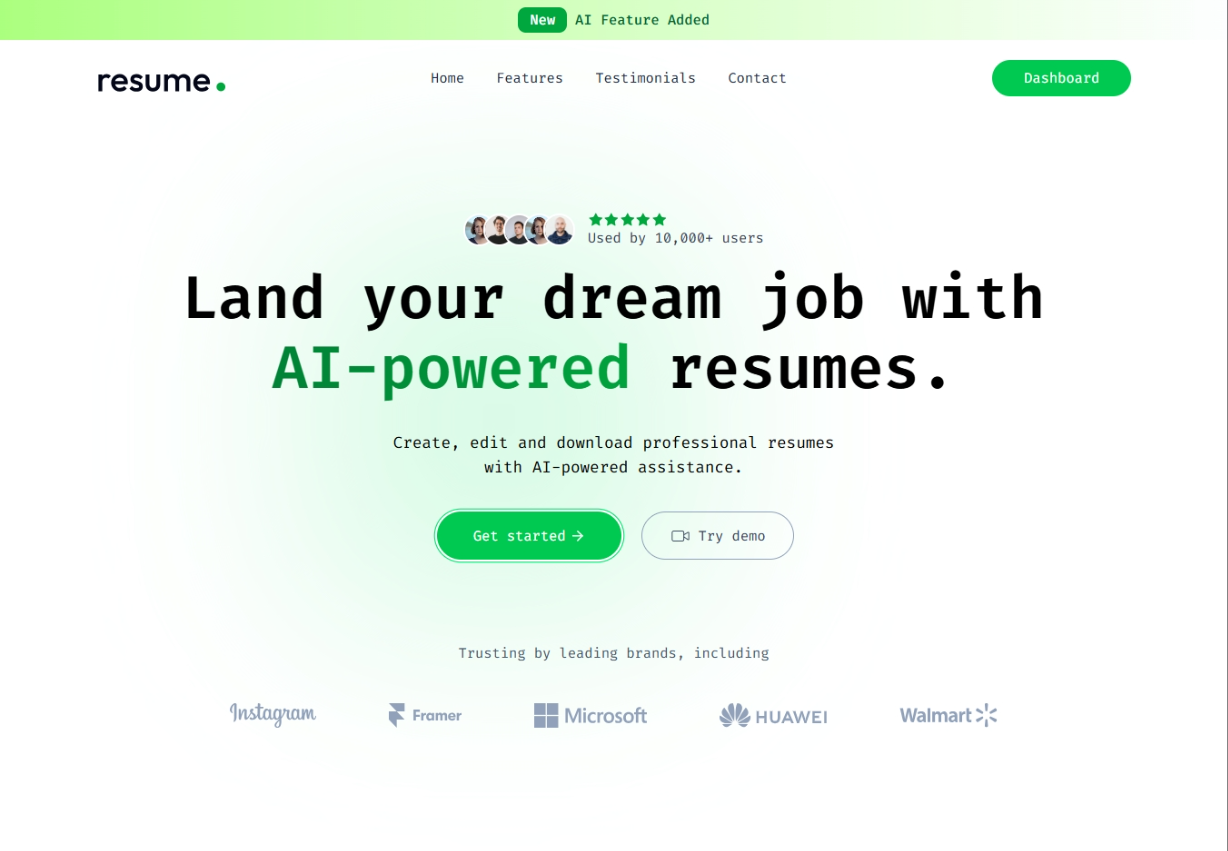 New AI Feature Added
resume.
Home Features Testimonials Contact
Dashboard
Used by 10,000+ users
Land your dream job with
AI-powered resumes.
Create, edit and download professional resumes
with AI-powered assistance.
Get started →
Try demo
Trusting by leading brands, including
Instagram
Framer
Microsoft
HUAWEI
Walmart